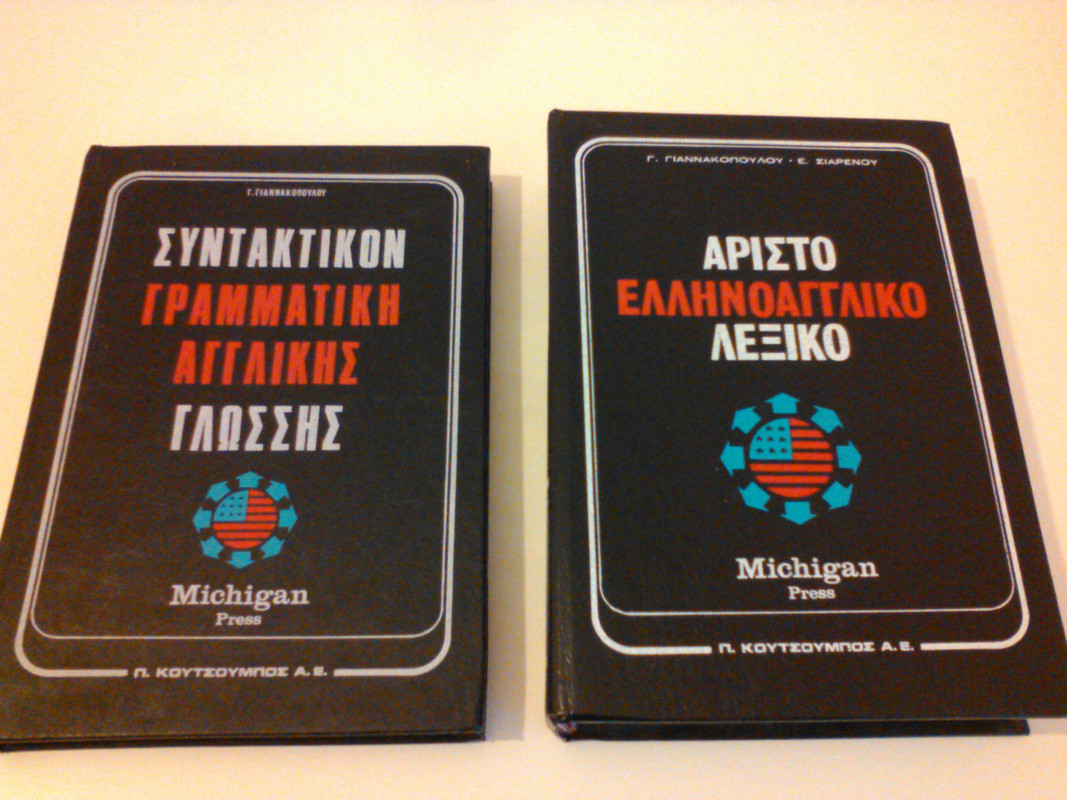 Γ. ΓΙΑΝΝΑΚΟΠΟΥΛΟΥ
ΣΥΝΤΑΚΤΙΚΟΝ
ΓΡΑΜΜΑΤΙΚΗ
ΑΓΓΛΙΚΗΣ
ΓΛΩΣΣΗΣ
Michigan
Press
Π. ΚΟΥΤΣΟΥΜΠΟΣ Α.Ε.
Γ. ΓΙΑΝΝΑΚΟΠΟΥΛΟΥ - Ε. ΣΙΑΡΕΝΟΥ
ΑΡΙΣΤΟ
ΕΛΛΗΝΟΑΓΓΛΙΚΟ
ΛΕΞΙΚΟ
Michigan
Press
Π. ΚΟΥΤΣΟΥΜΠΟΣ Α.Ε.